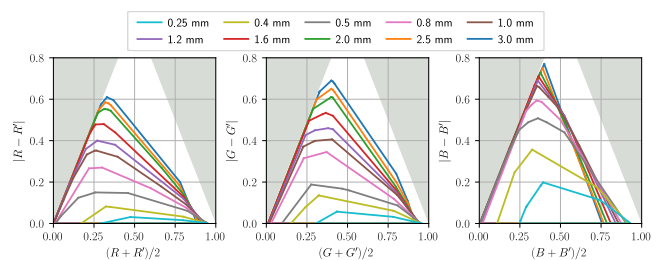 0.25 mm 0.4 mm 0.5 mm 0.8 mm 1.0 mm
1.2 mm 1.6 mm 2.0 mm 2.5 mm 3.0 mm
0.8 0.8 0.8
0.6 0.6 0.6
0.4 0.4 0.4
0.2 0.2 0.2
0.0 0.0 0.0
|R − R′| |G − G′| |B − B′|
0.00 0.25 0.50 0.75 1.00 0.00 0.25 0.50 0.75 1.00 0.00 0.25 0.50 0.75 1.00
(R + R′)/2 (G + G′)/2 (B + B′)/2